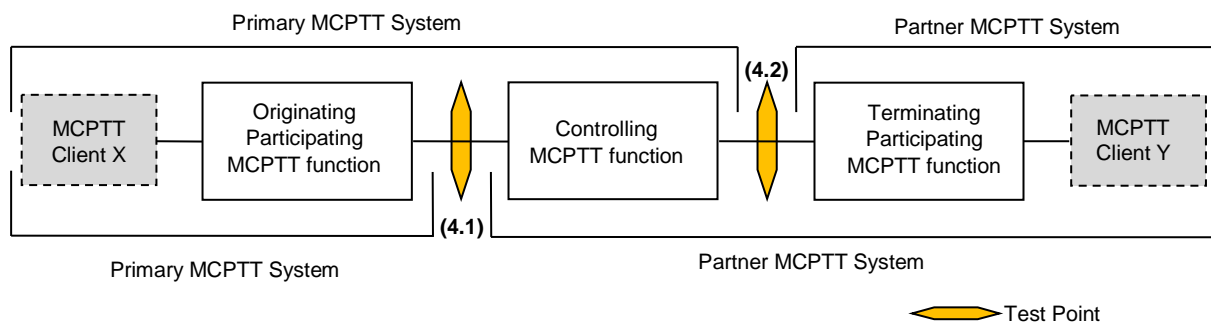 Primary MCPTT System
Partner MCPTT System
(4.2)
MCPTT
Client X
Originating
Participating
MCPTT function
Controlling
MCPTT function
Terminating
Participating
MCPTT function
MCPTT
Client Y
(4.1)
Primary MCPTT System
Partner MCPTT System
Test Point